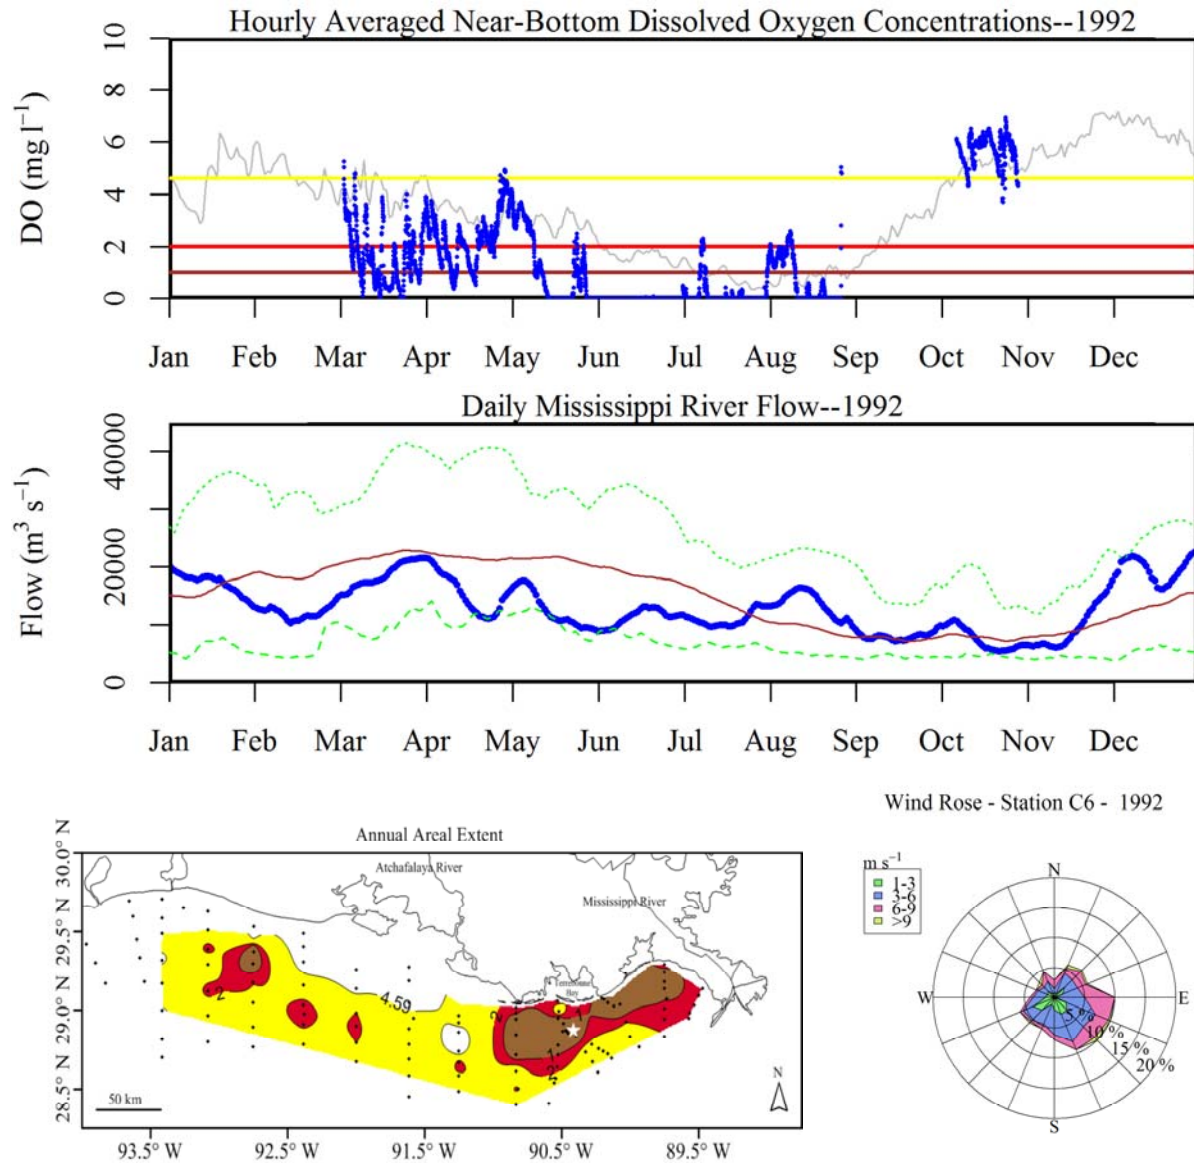 Hourly Averaged Near-Bottom Dissolved Oxygen Concentrations--1992
DO (mg l⁻¹)
10
8
6
4
2
0
Jan Feb Mar Apr May Jun Jul Aug Sep Oct Nov Dec
Daily Mississippi River Flow--1992
Flow (m³ s⁻¹)
40000
20000
0
Jan Feb Mar Apr May Jun Jul Aug Sep Oct Nov Dec
Wind Rose - Station C6 - 1992
Annual Areal Extent
30.0° N
29.5° N
29.0° N
28.5° N
Atchafalaya River
Mississippi River
Terrebonne
Bay
2
4.59
2
1
1
2
N
50 km
93.5° W 92.5° W 91.5° W 90.5° W 89.5° W
m s⁻¹
1-3
3-6
6-9
>9
N
W
E
S
5 %
10 %
15 %
20 %